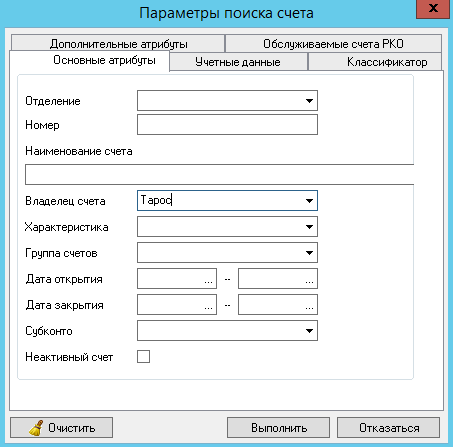 Параметры поиска счета
x
Дополнительные атрибуты Обслуживаемые счета РКО
Основные атрибуты Учетные данные Классификатор
Отделение
Номер
Наименование счета
Владелец счета Тарос
Характеристика
Группа счетов
Дата открытия ... -- ...
Дата закрытия ... -- ...
Субконто
Неактивный счет
Очистить Выполнить Отказаться